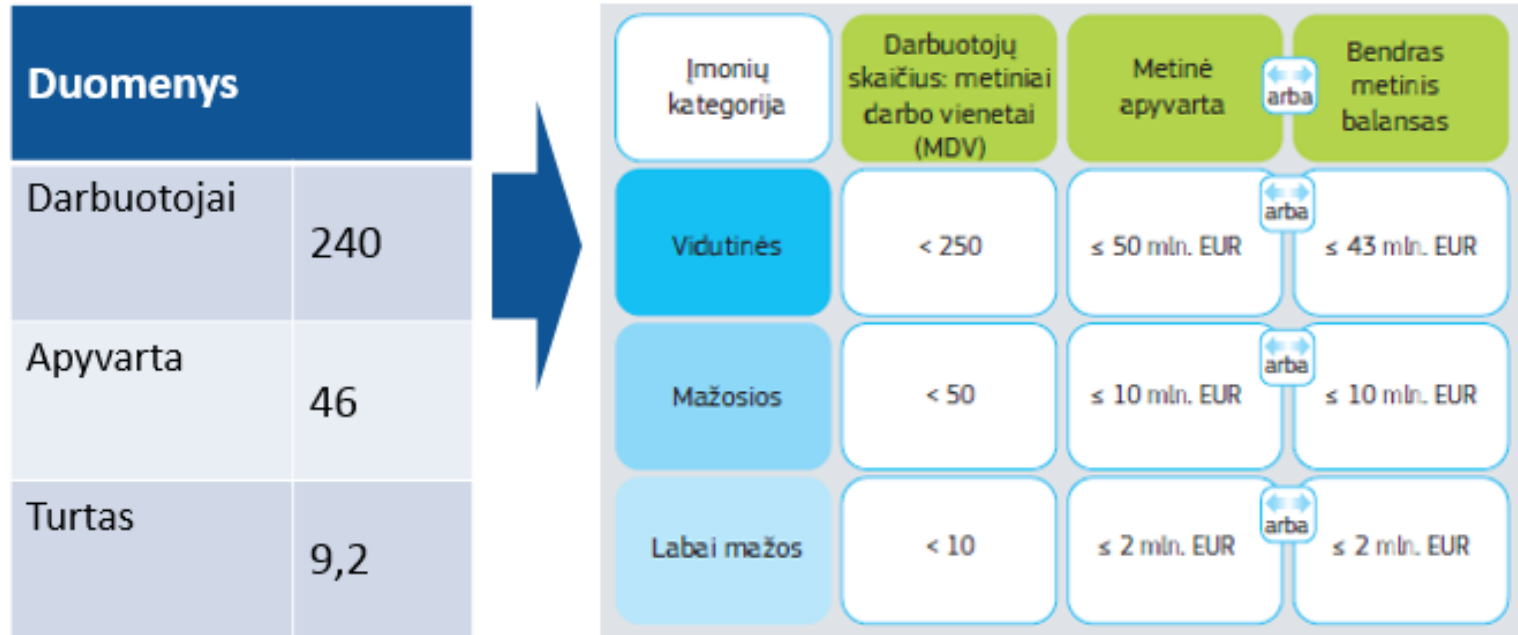 Duomenys
Darbuotojai
240
Apyvarta
46
Turtas
9,2
Įmonių
kategorija
Darbuotojų
skaičius: metiniai
darbo vienetai
(MDV)
Metinė
apyvarta
arba
Bendras
metinis
balansas
Vidutinės
< 250
≤ 50 mln. EUR
arba
≤ 43 mln. EUR
Mažosios
< 50
≤ 10 mln. EUR
arba
≤ 10 mln. EUR
Labai mažos
< 10
≤ 2 mln. EUR
arba
≤ 2 mln. EUR